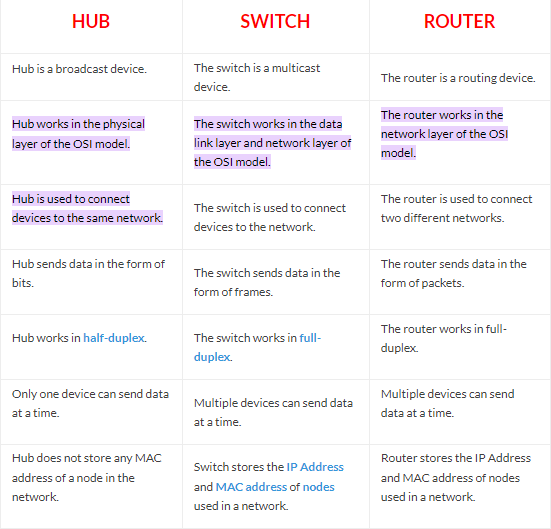 HUB
SWITCH
ROUTER
Hub is a broadcast device.
The switch is a multicast
device.
The router is a routing device.
Hub works in the physical
layer of the OSI model.
The switch works in the data
link layer and network layer of
the OSI model.
The router works in the
network layer of the OSI
model.
Hub is used to connect
devices to the same network.
The switch is used to connect
devices to the network.
The router is used to connect
two different networks.
Hub sends data in the form of
bits.
The switch sends data in the
form of frames.
The router sends data in the
form of packets.
Hub works in half-duplex.
The switch works in full-
duplex.
The router works in full-
duplex.
Only one device can send data
at a time.
Multiple devices can send data
at a time.
Multiple devices can send
data at a time.
Hub does not store any MAC
address of a node in the
network.
Switch stores the IP Address
and MAC address of nodes
used in a network.
Router stores the IP Address
and MAC address of nodes
used in a network.